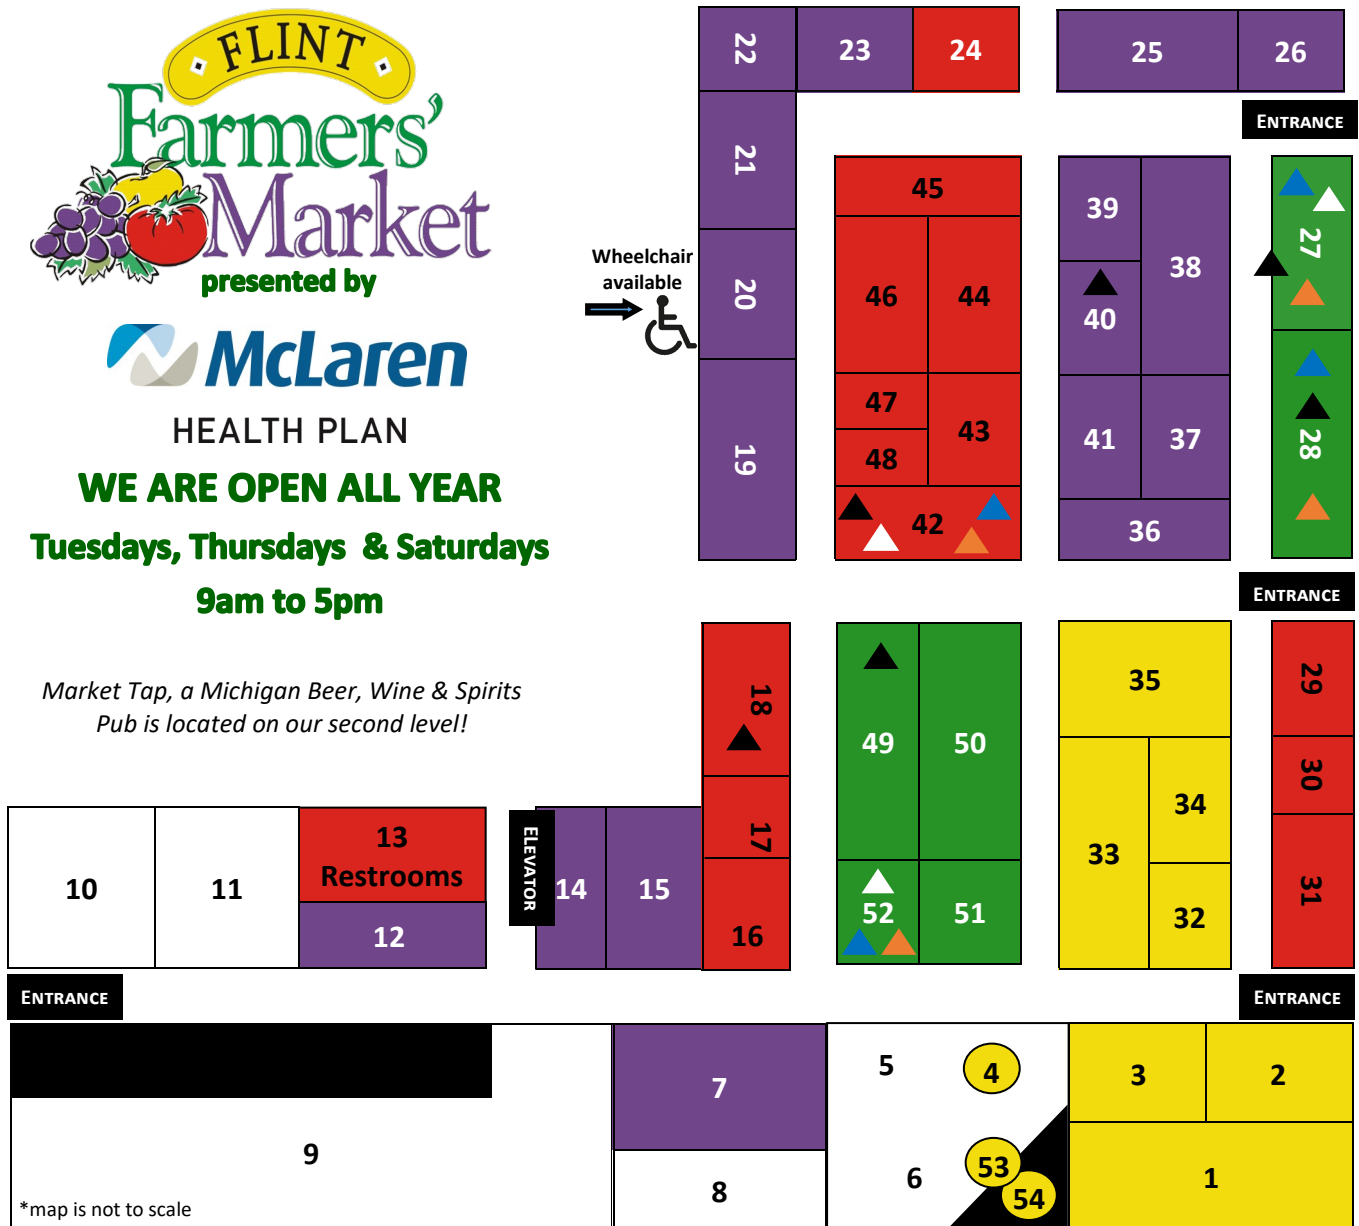 FLINT
Farmers'
Market
presented by
McLaren
HEALTH PLAN
WE ARE OPEN ALL YEAR
Tuesdays, Thursdays & Saturdays
9am to 5pm
Market Tap, a Michigan Beer, Wine & Spirits
Pub is located on our second level!
Wheelchair
available
22
23
24
25
26
ENTRANCE
21
20
19
45
46
44
47
43
48
42
39
38
40
41
37
36
27
28
ENTRANCE
18
17
16
49
50
52
51
35
34
33
32
29
30
31
10
11
13
Restrooms
12
ELEVATOR
14
15
ENTRANCE
ENTRANCE
9
*map is not to scale
7
8
5
4
6
53
54
3
2
1